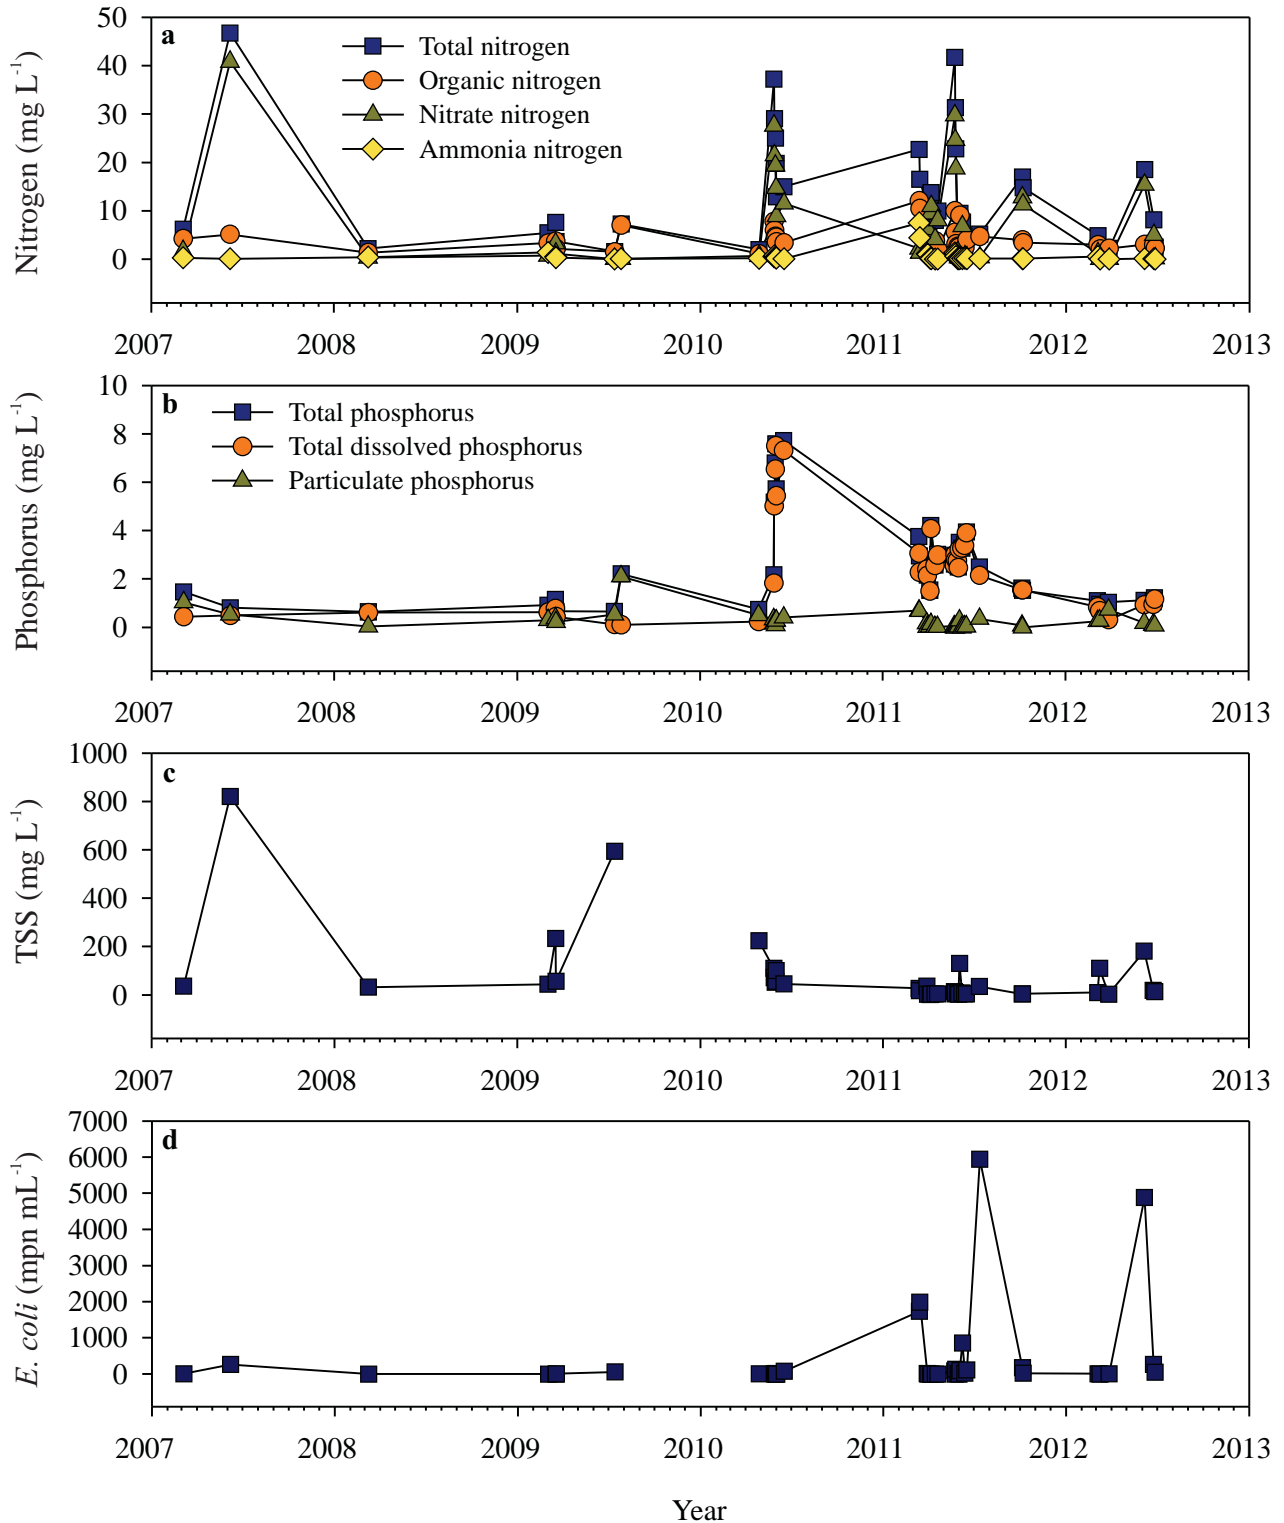 a
Total nitrogen
Organic nitrogen
Nitrate nitrogen
Ammonia nitrogen
Nitrogen (mg L⁻¹)
50
40
30
20
10
0
2007 2008 2009 2010 2011 2012 2013
b
Total phosphorus
Total dissolved phosphorus
Particulate phosphorus
Phosphorus (mg L⁻¹)
10
8
6
4
2
0
2007 2008 2009 2010 2011 2012 2013
c
TSS (mg L⁻¹)
1000
800
600
400
200
0
2007 2008 2009 2010 2011 2012 2013
d
E. coli (mpn mL⁻¹)
7000
6000
5000
4000
3000
2000
1000
0
2007 2008 2009 2010 2011 2012 2013
Year